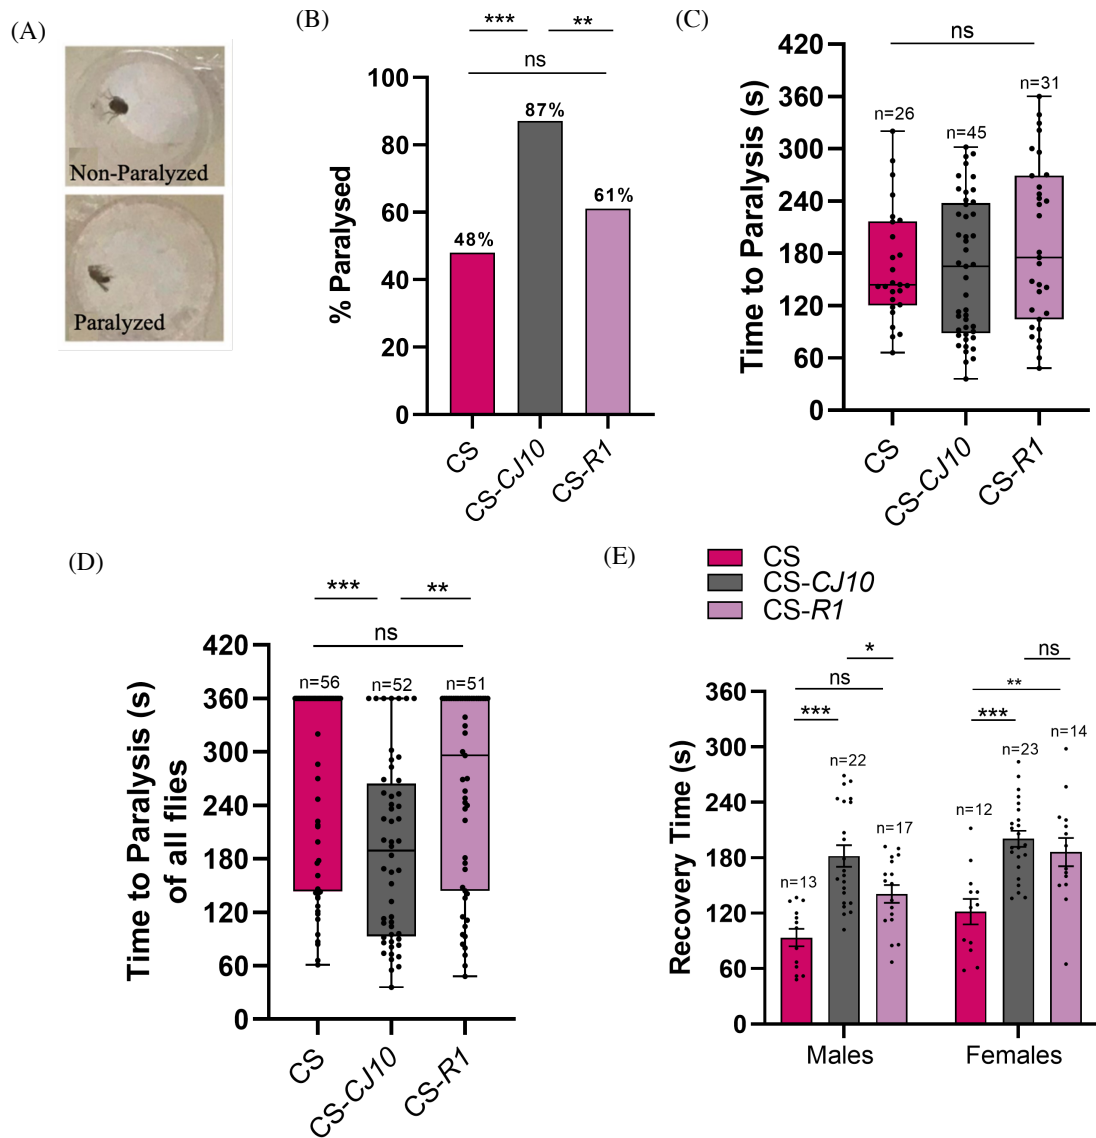 (A)
Non-Paralyzed
Paralyzed
(B)
*** **
ns
100
80
60
40
20
0
% Paralysed
48%
87%
61%
CS
CS-CJ10
CS-R1
(C)
ns
420
360
300
240
180
120
60
0
Time to Paralysis (s)
n=26
n=45
n=31
CS
CS-CJ10
CS-R1
(D)
*** **
ns
420
360
300
240
180
120
60
0
Time to Paralysis (s)
of all flies
n=56
n=52
n=51
CS
CS-CJ10
CS-R1
(E)
CS
CS-CJ10
CS-R1
* ns
ns **
*** ***
360
300
240
180
120
60
0
Recovery Time (s)
n=13
n=22
n=17
n=12
n=23
n=14
Males Females